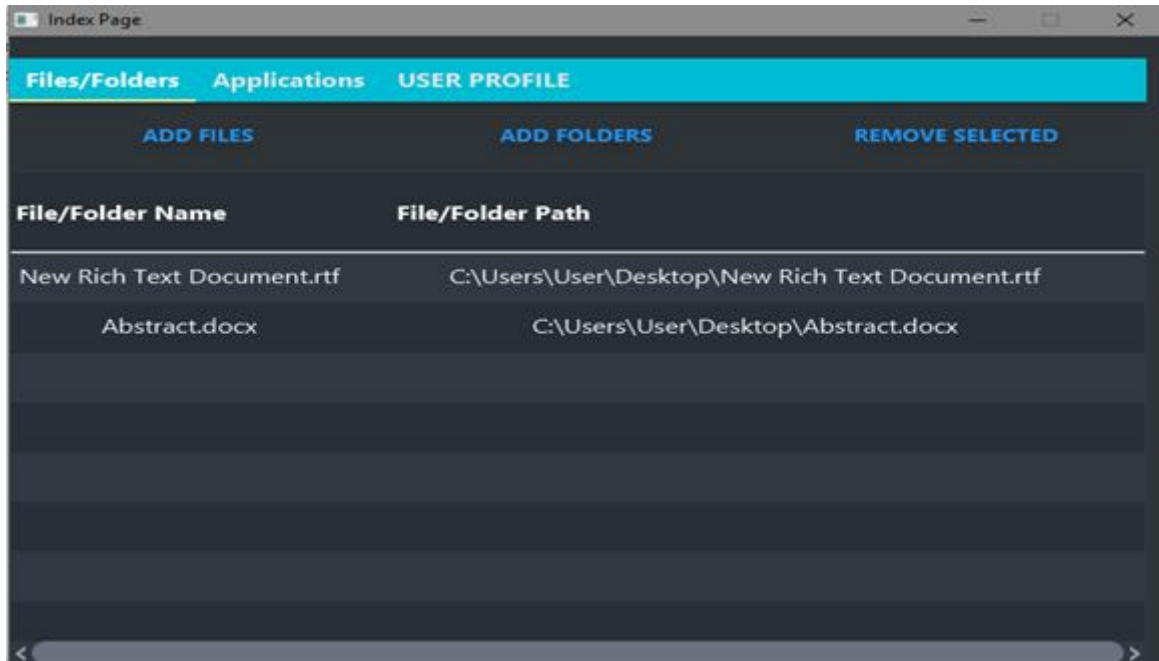 Index Page
Files/Folders Applications USER PROFILE
ADD FILES ADD FOLDERS REMOVE SELECTED
File/Folder Name File/Folder Path
New Rich Text Document.rtf C:\Users\User\Desktop\New Rich Text Document.rtf
Abstract.docx C:\Users\User\Desktop\Abstract.docx